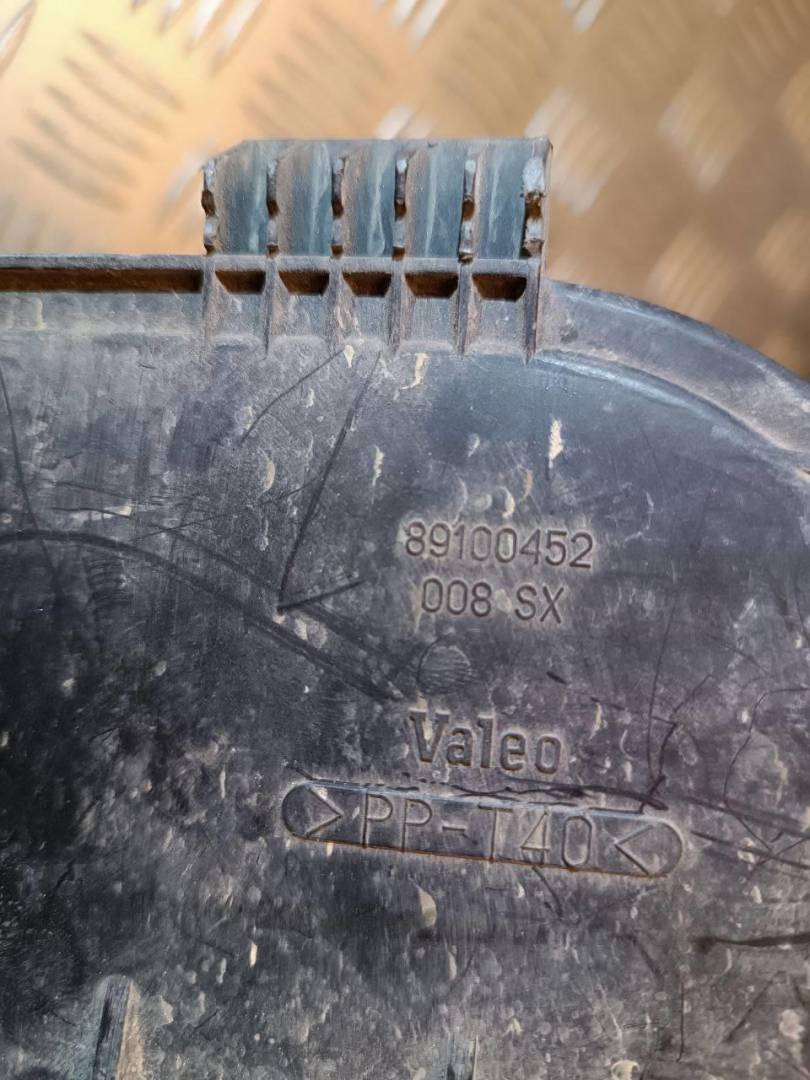 89100452
008 SX
Valeo
>PP-T40<